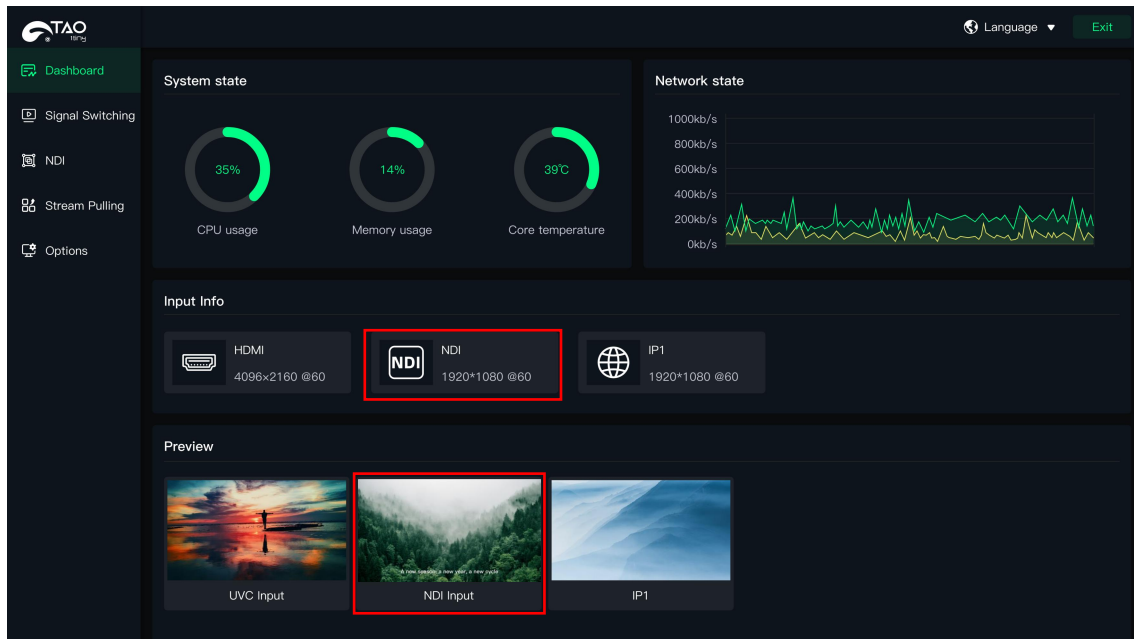 TAO
1tiny
Language
Exit
Dashboard
Signal Switching
NDI
Stream Pulling
Options
System state
35%
CPU usage
14%
Memory usage
39℃
Core temperature
Network state
1000kb/s
800kb/s
600kb/s
400kb/s
200kb/s
0kb/s
Input Info
HDMI
4096×2160 @60
NDI
NDI
1920*1080 @60
IP1
1920*1080 @60
Preview
A new season, a new year, a new cycle
UVC Input
NDI Input
IP1